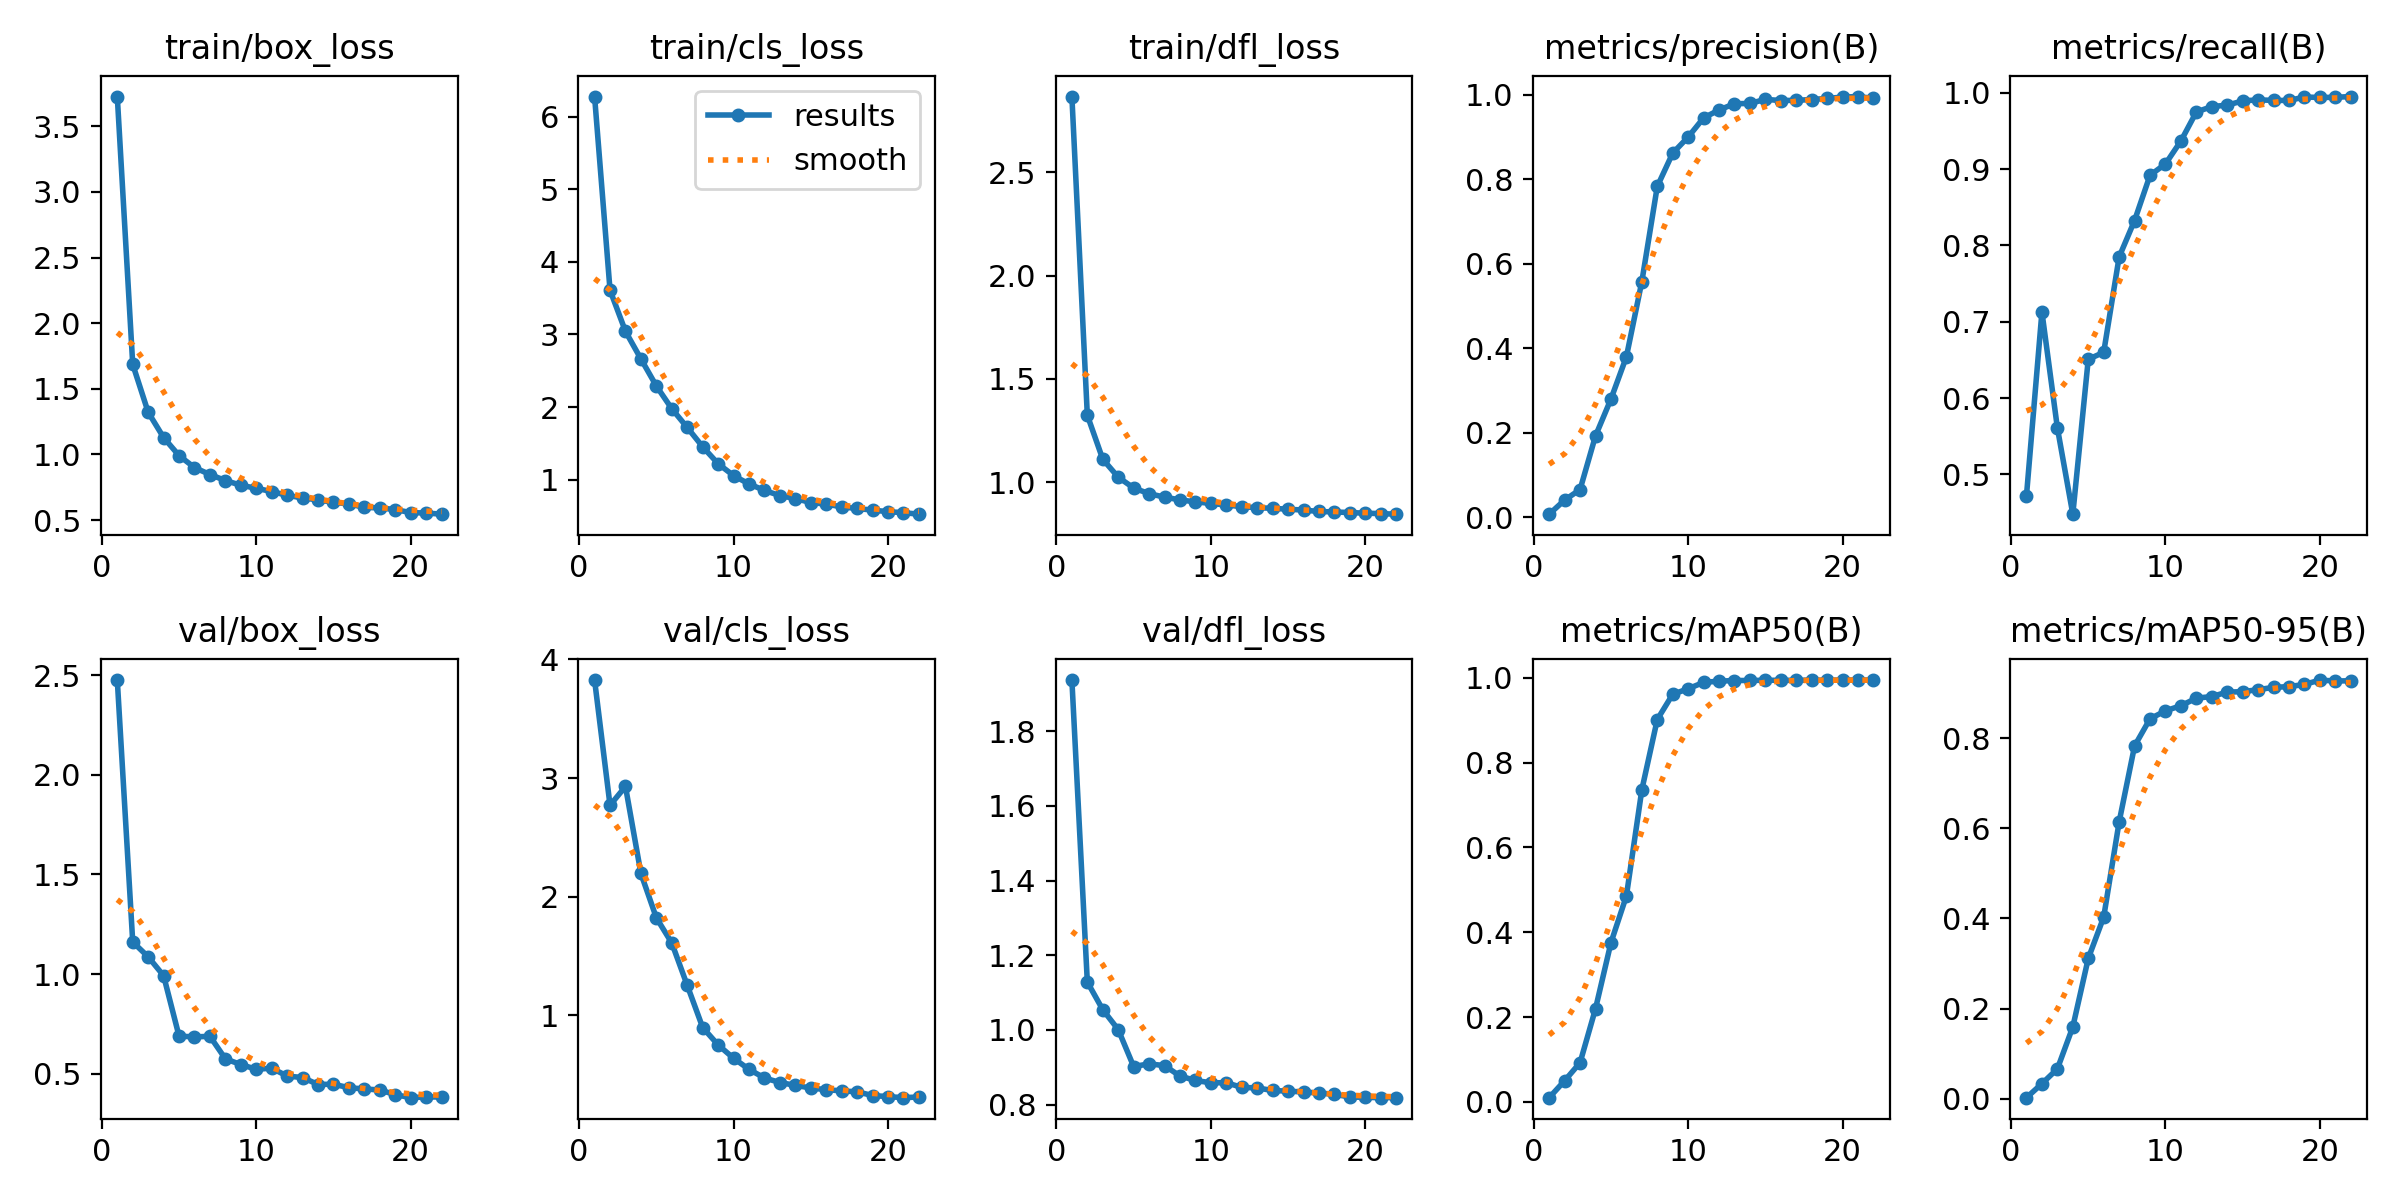 train/box_loss
3.5
3.0
2.5
2.0
1.5
1.0
0.5
0 10 20
train/cls_loss
results
smooth
6
5
4
3
2
1
0 10 20
train/dfl_loss
2.5
2.0
1.5
1.0
0 10 20
metrics/precision(B)
1.0
0.8
0.6
0.4
0.2
0.0
0 10 20
metrics/recall(B)
1.0
0.9
0.8
0.7
0.6
0.5
0 10 20
val/box_loss
2.5
2.0
1.5
1.0
0.5
0 10 20
val/cls_loss
4
3
2
1
0 10 20
val/dfl_loss
1.8
1.6
1.4
1.2
1.0
0.8
0 10 20
metrics/mAP50(B)
1.0
0.8
0.6
0.4
0.2
0.0
0 10 20
metrics/mAP50-95(B)
0.8
0.6
0.4
0.2
0.0
0 10 20